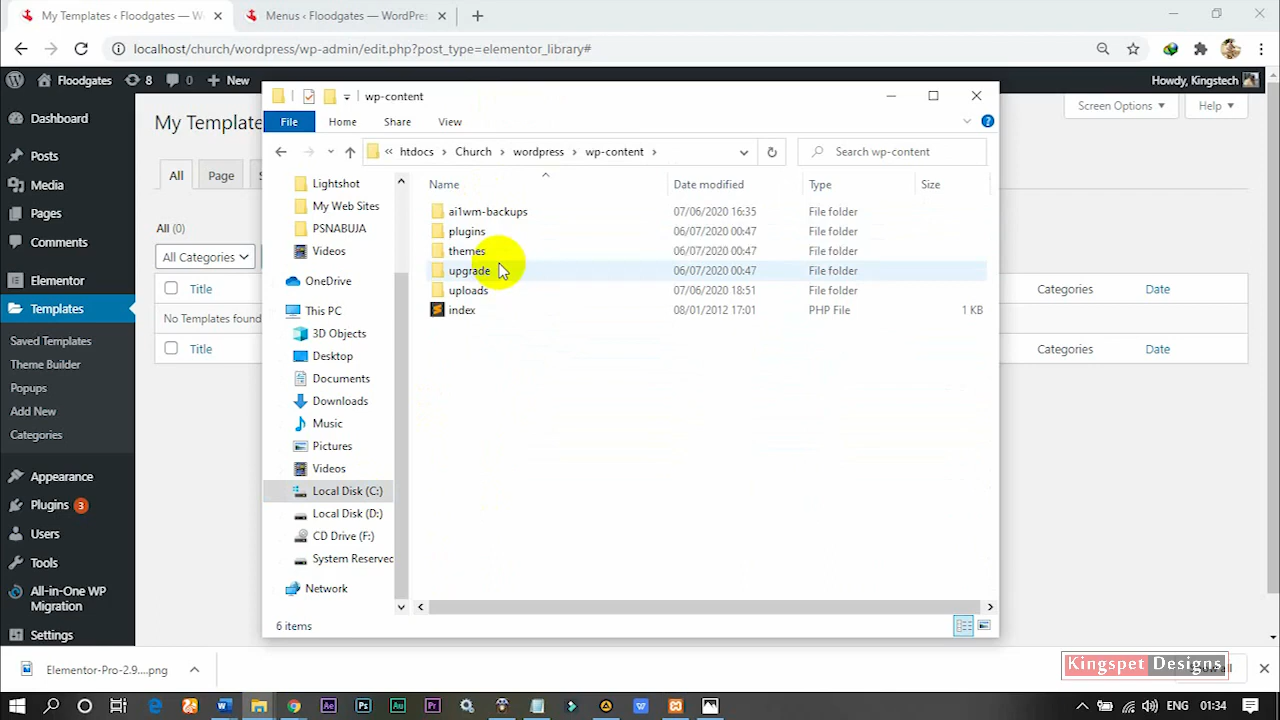 My Templates ‹ Floodgates — W
Menus ‹ Floodgates — WordPres
localhost/church/wordpress/wp-admin/edit.php?post_type=elementor_library#
Floodgates
8
New
Howdy, Kingstech
Dashboard
Posts
Media
Pages
Comments
Elementor
Templates
Saved Templates
Theme Builder
Popups
Add New
Categories
Appearance
Plugins 3
Users
Tools
All-in-One WP
Migration
Settings
My Templates
Screen Options
Help
All
Page
All (0)
All Categories
Title
Categories
Date
No Templates found
Title
Categories
Date
wp-content
File
Home
Share
View
htdocs
Church
wordpress
wp-content
Search wp-content
Name
Date modified
Type
Size
Lightshot
My Web Sites
PSNABUJA
Videos
OneDrive
This PC
3D Objects
Desktop
Documents
Downloads
Music
Pictures
Videos
Local Disk (C:)
Local Disk (D:)
CD Drive (F:)
System Reserved
Network
ai1wm-backups 07/06/2020 16:35 File folder
plugins 06/07/2020 00:47 File folder
themes 06/07/2020 00:47 File folder
upgrade 06/07/2020 00:47 File folder
uploads 07/06/2020 18:51 File folder
index 08/01/2012 17:01 PHP File 1 KB
6 items
Elementor-Pro-2.9....png
Kingspet Designs
ENG
01:34